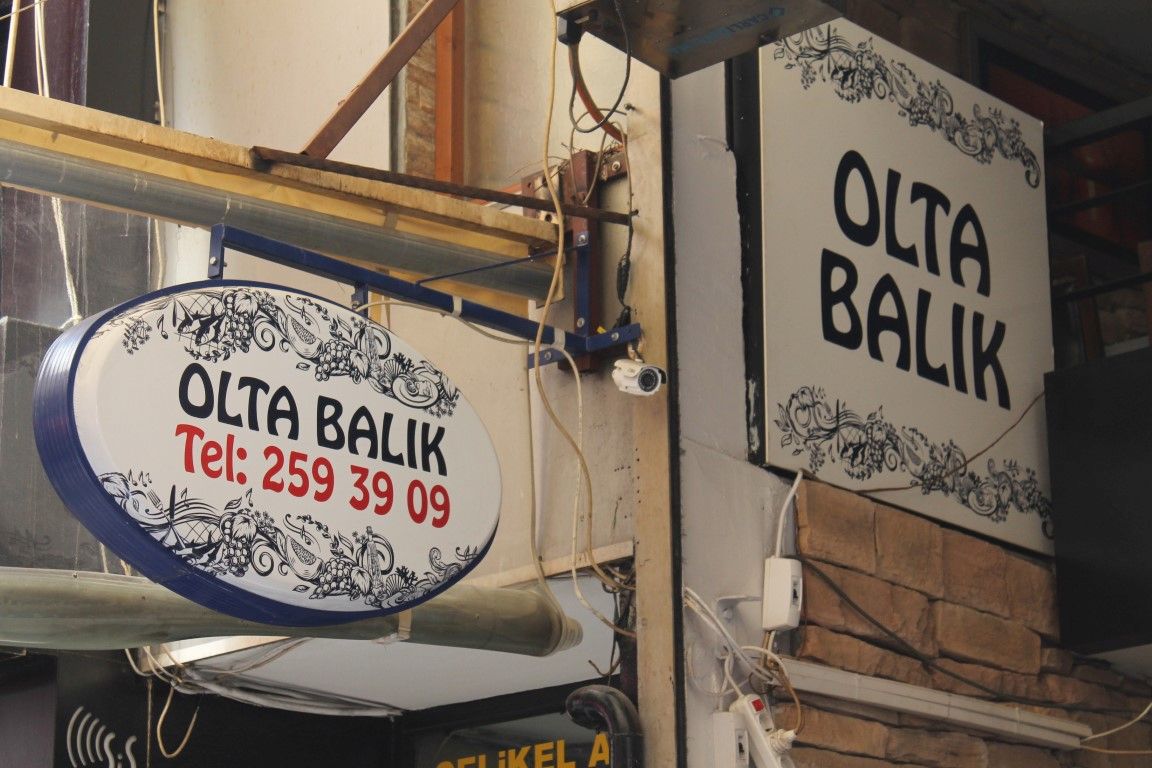 OLTA BALIK
Tel: 259 39 09
OLTA
BALIK